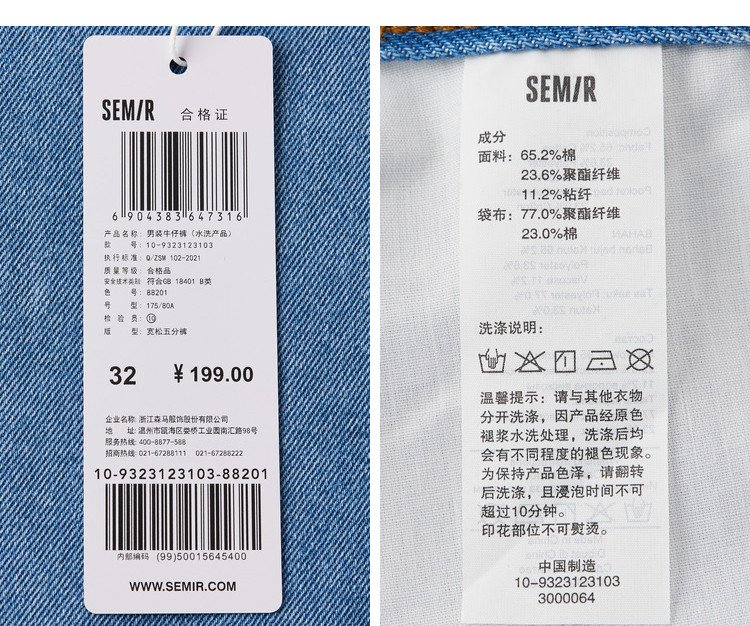 SEMIR 合格证
6 904383 647316
产品名称: 男装牛仔裤（水洗产品）
款 号: 10-9323123103
执行标准: Q/ZSM 102-2021
质量等级: 合格品
安全技术类别: 符合GB 18401 B类
色 号: 88201
号 型: 175/80A
检 验 员: ⑩
版 型: 宽松五分裤
32 ¥ 199.00
企业名称: 浙江森马服饰股份有限公司
地 址: 温州市瓯海区娄桥工业园南汇路98号
服务热线: 400-8877-588
招商热线: 021-67288111 021-67288222
10-9323123103-88201
内部编码 (99)50015645400
WWW.SEMIR.COM
SEMIR
成分
面料: 65.2%棉
23.6%聚酯纤维
11.2%粘纤
袋布: 77.0%聚酯纤维
23.0%棉
洗涤说明:
温馨提示: 请与其他衣物
分开洗涤, 因产品经原色
褪浆水洗处理, 洗涤后均
会有不同程度的褪色现象。
为保持产品色泽, 请翻转
后洗涤, 且浸泡时间不可
超过10分钟。
印花部位不可熨烫。
中国制造
10-9323123103
3000064